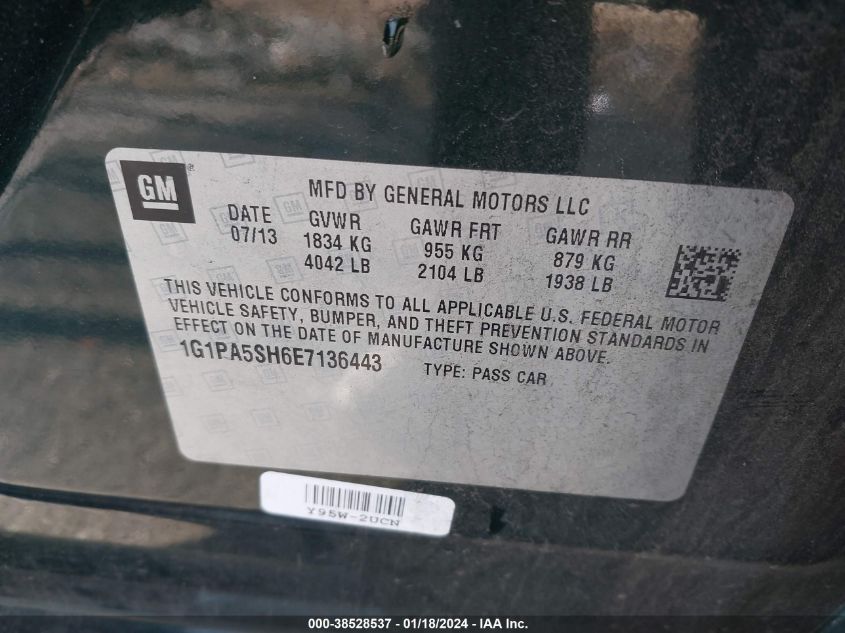 GM ®
MFD BY GENERAL MOTORS LLC
DATE GVWR GAWR FRT GAWR RR
07/13 1834 KG 955 KG 879 KG
4042 LB 2104 LB 1938 LB
THIS VEHICLE CONFORMS TO ALL APPLICABLE U.S. FEDERAL MOTOR
VEHICLE SAFETY, BUMPER, AND THEFT PREVENTION STANDARDS IN
EFFECT ON THE DATE OF MANUFACTURE SHOWN ABOVE.
1G1PA5SH6E7136443 TYPE: PASS CAR
Y95W-2UCN
000-38528537 - 01/18/2024 - IAA Inc.